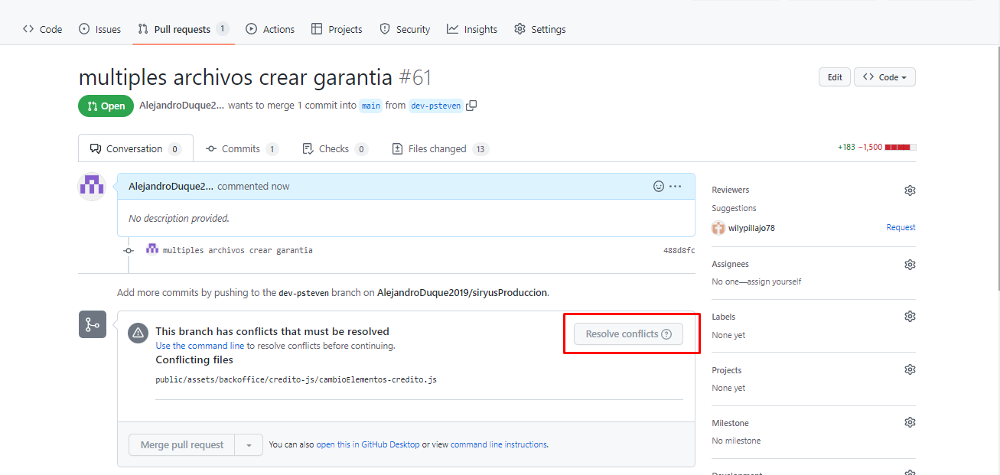 Code Issues Pull requests 1 Actions Projects Security Insights Settings
multiples archivos crear garantia #61
Edit Code
Open AlejandroDuque2... wants to merge 1 commit into main from dev-psteven
Conversation 0 Commits 1 Checks 0 Files changed 13 +183 −1,500
AlejandroDuque2... commented now
No description provided.
multiples archivos crear garantia 488d8fc
Add more commits by pushing to the dev-psteven branch on AlejandroDuque2019/siryusProduccion.
This branch has conflicts that must be resolved
Use the command line to resolve conflicts before continuing.
Resolve conflicts
Conflicting files
public/assets/backoffice/credito-js/cambioElementos-credito.js
Merge pull request You can also open this in GitHub Desktop or view command line instructions.
Reviewers
Suggestions
wilypillajo78 Request
Assignees
No one—assign yourself
Labels
None yet
Projects
None yet
Milestone
No milestone
Development